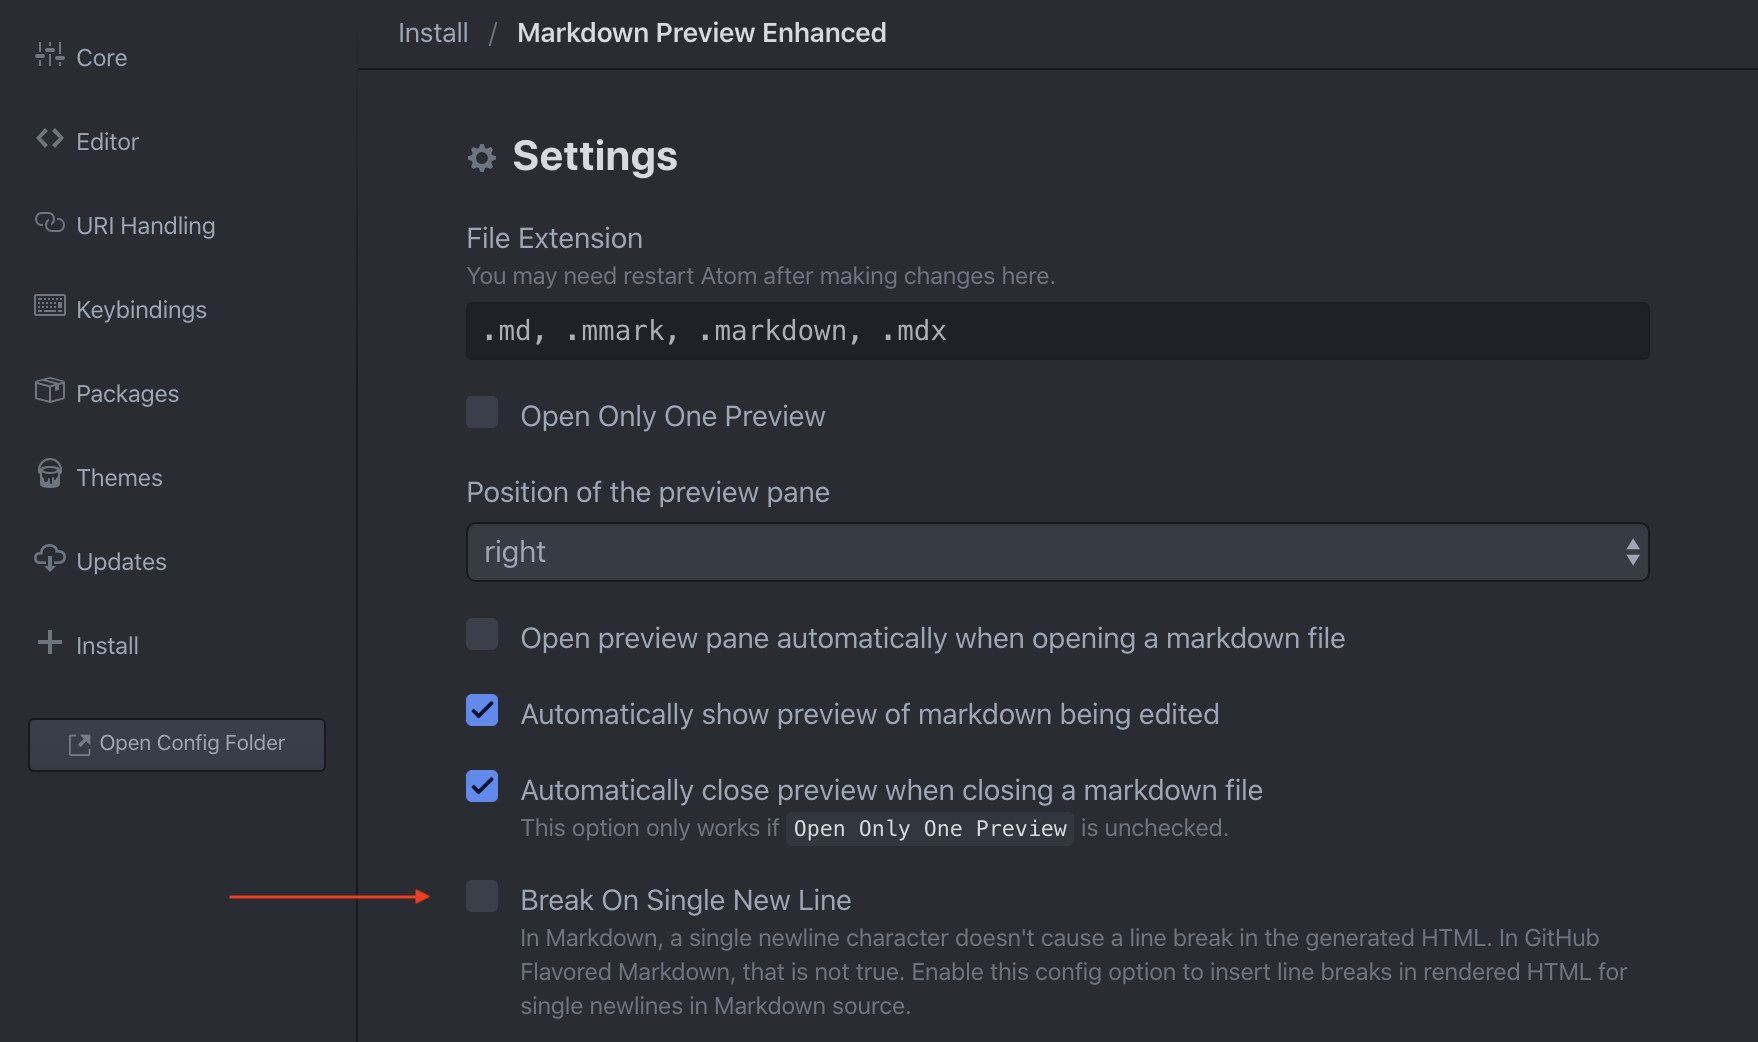 Core
Editor
URI Handling
Keybindings
Packages
Themes
Updates
Install
Open Config Folder
Install / Markdown Preview Enhanced
Settings
File Extension
You may need restart Atom after making changes here.
.md, .mmark, .markdown, .mdx
Open Only One Preview
Position of the preview pane
right
Open preview pane automatically when opening a markdown file
Automatically show preview of markdown being edited
Automatically close preview when closing a markdown file
This option only works if Open Only One Preview is unchecked.
Break On Single New Line
In Markdown, a single newline character doesn't cause a line break in the generated HTML. In GitHub
Flavored Markdown, that is not true. Enable this config option to insert line breaks in rendered HTML for
single newlines in Markdown source.